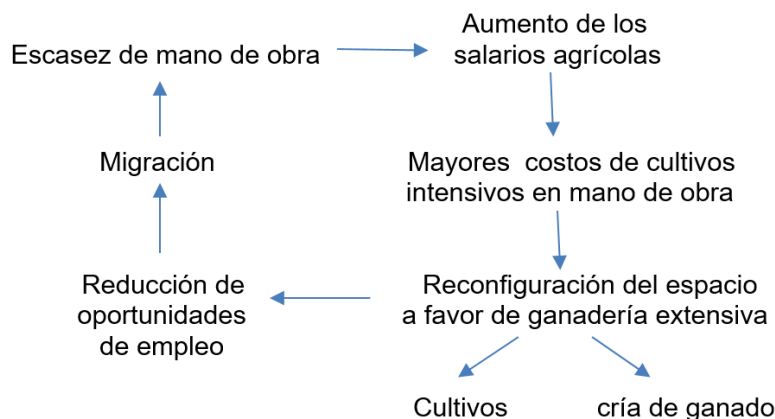 Aumento de los
salarios agrícolas
Escasez de mano de obra
Migración
Mayores costos de cultivos
intensivos en mano de obra
Reducción de
oportunidades
de empleo
Reconfiguración del espacio
a favor de ganadería extensiva
Cultivos
cría de ganado